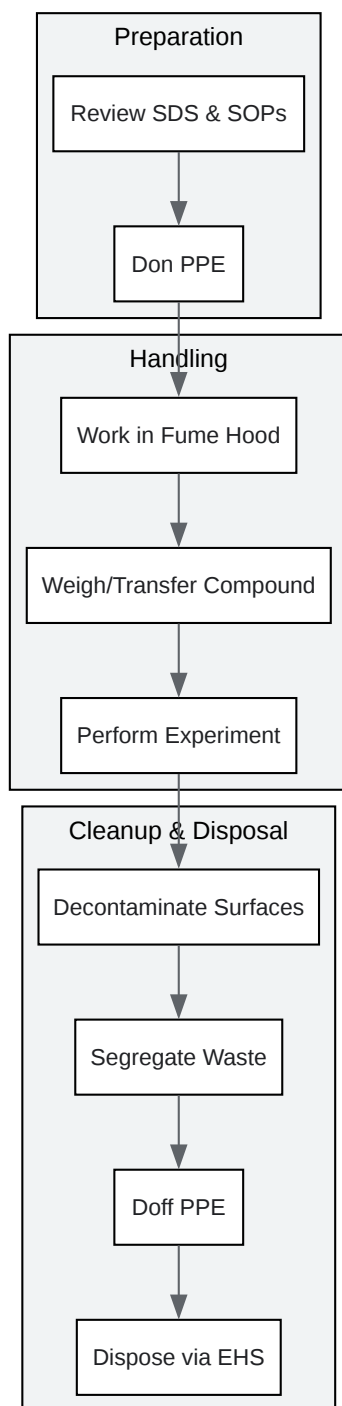 Preparation
Review SDS & SOPs
Don PPE
Handling
Work in Fume Hood
Weigh/Transfer Compound
Perform Experiment
Cleanup & Disposal
Decontaminate Surfaces
Segregate Waste
Doff PPE
Dispose via EHS